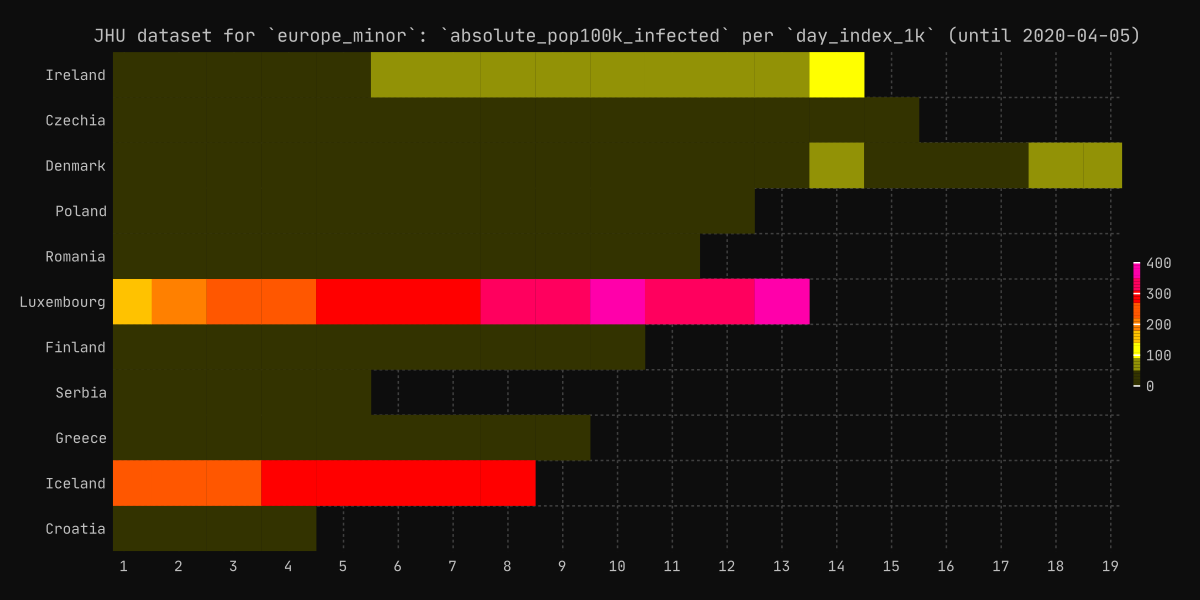 JHU dataset for `europe_minor`: `absolute_pop100k_infected` per `day_index_1k` (until 2020-04-05)
Ireland
Czechia
Denmark
Poland
Romania
Luxembourg
Finland
Serbia
Greece
Iceland
Croatia
400
300
200
100
0
1 2 3 4 5 6 7 8 9 10 11 12 13 14 15 16 17 18 19